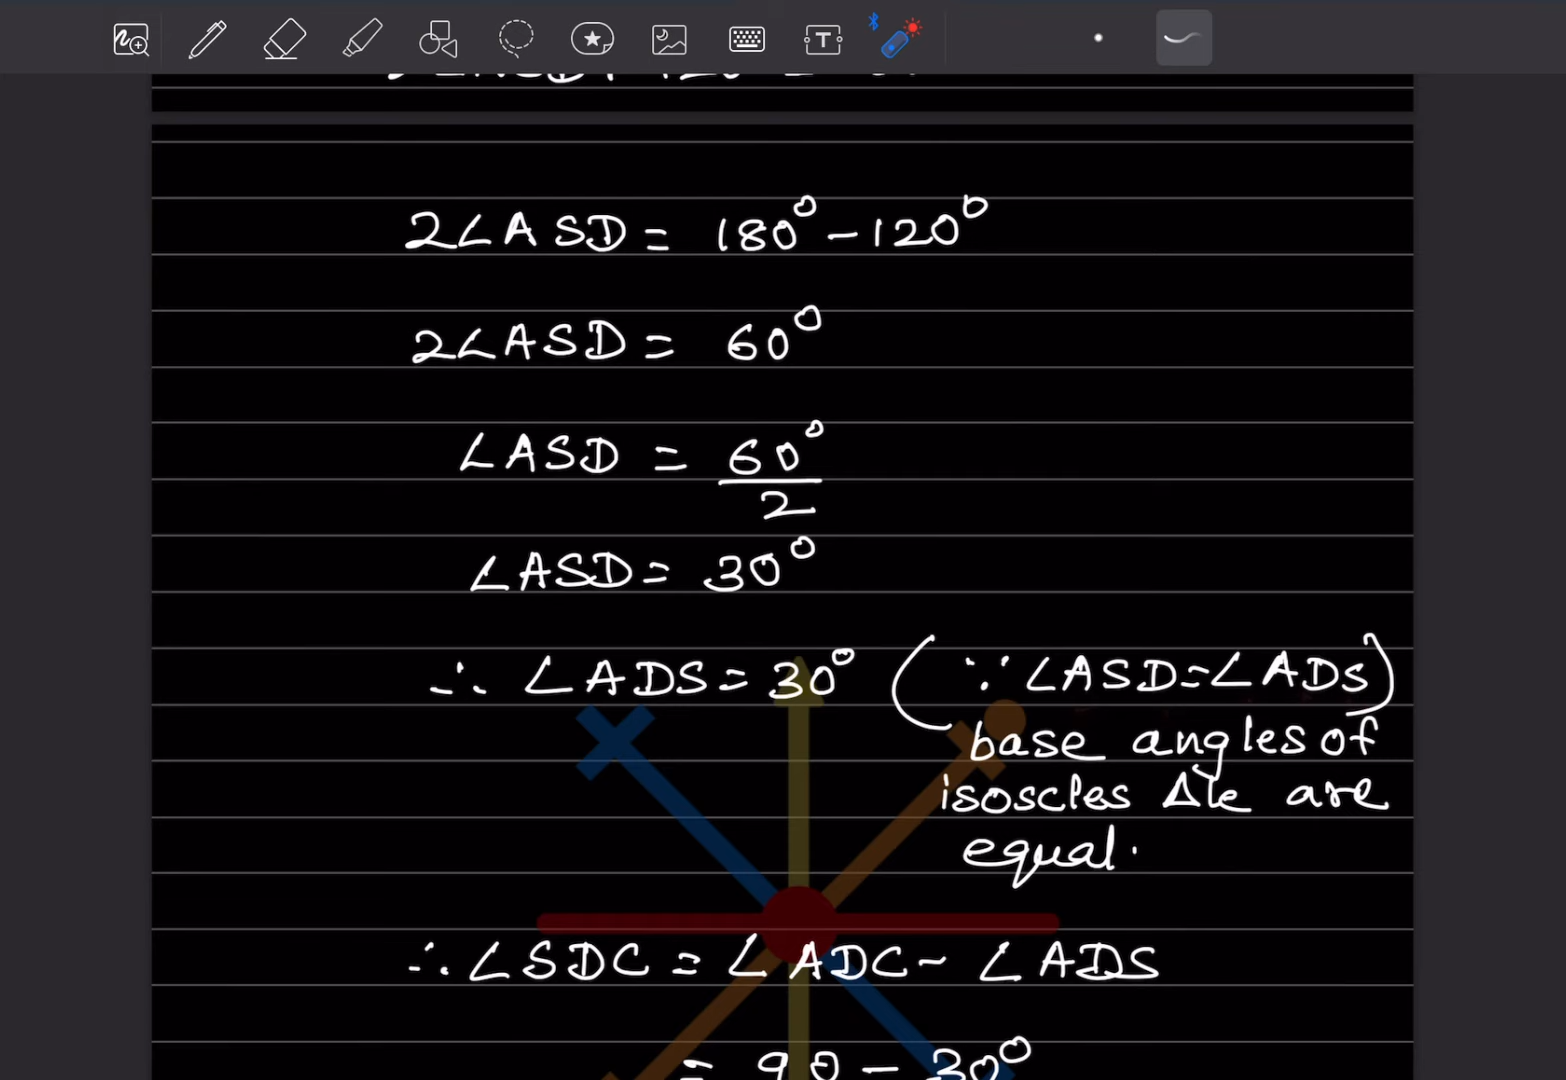 2∠ASD = 180° - 120°
2∠ASD = 60°
∠ASD = 60°
2
∠ASD = 30°
∴ ∠ADS = 30° (∵ ∠ASD = ∠ADS)
base angles of
isoscles Δle are
equal.
∴ ∠SDC = ∠ADC - ∠ADS
= 90 - 30°